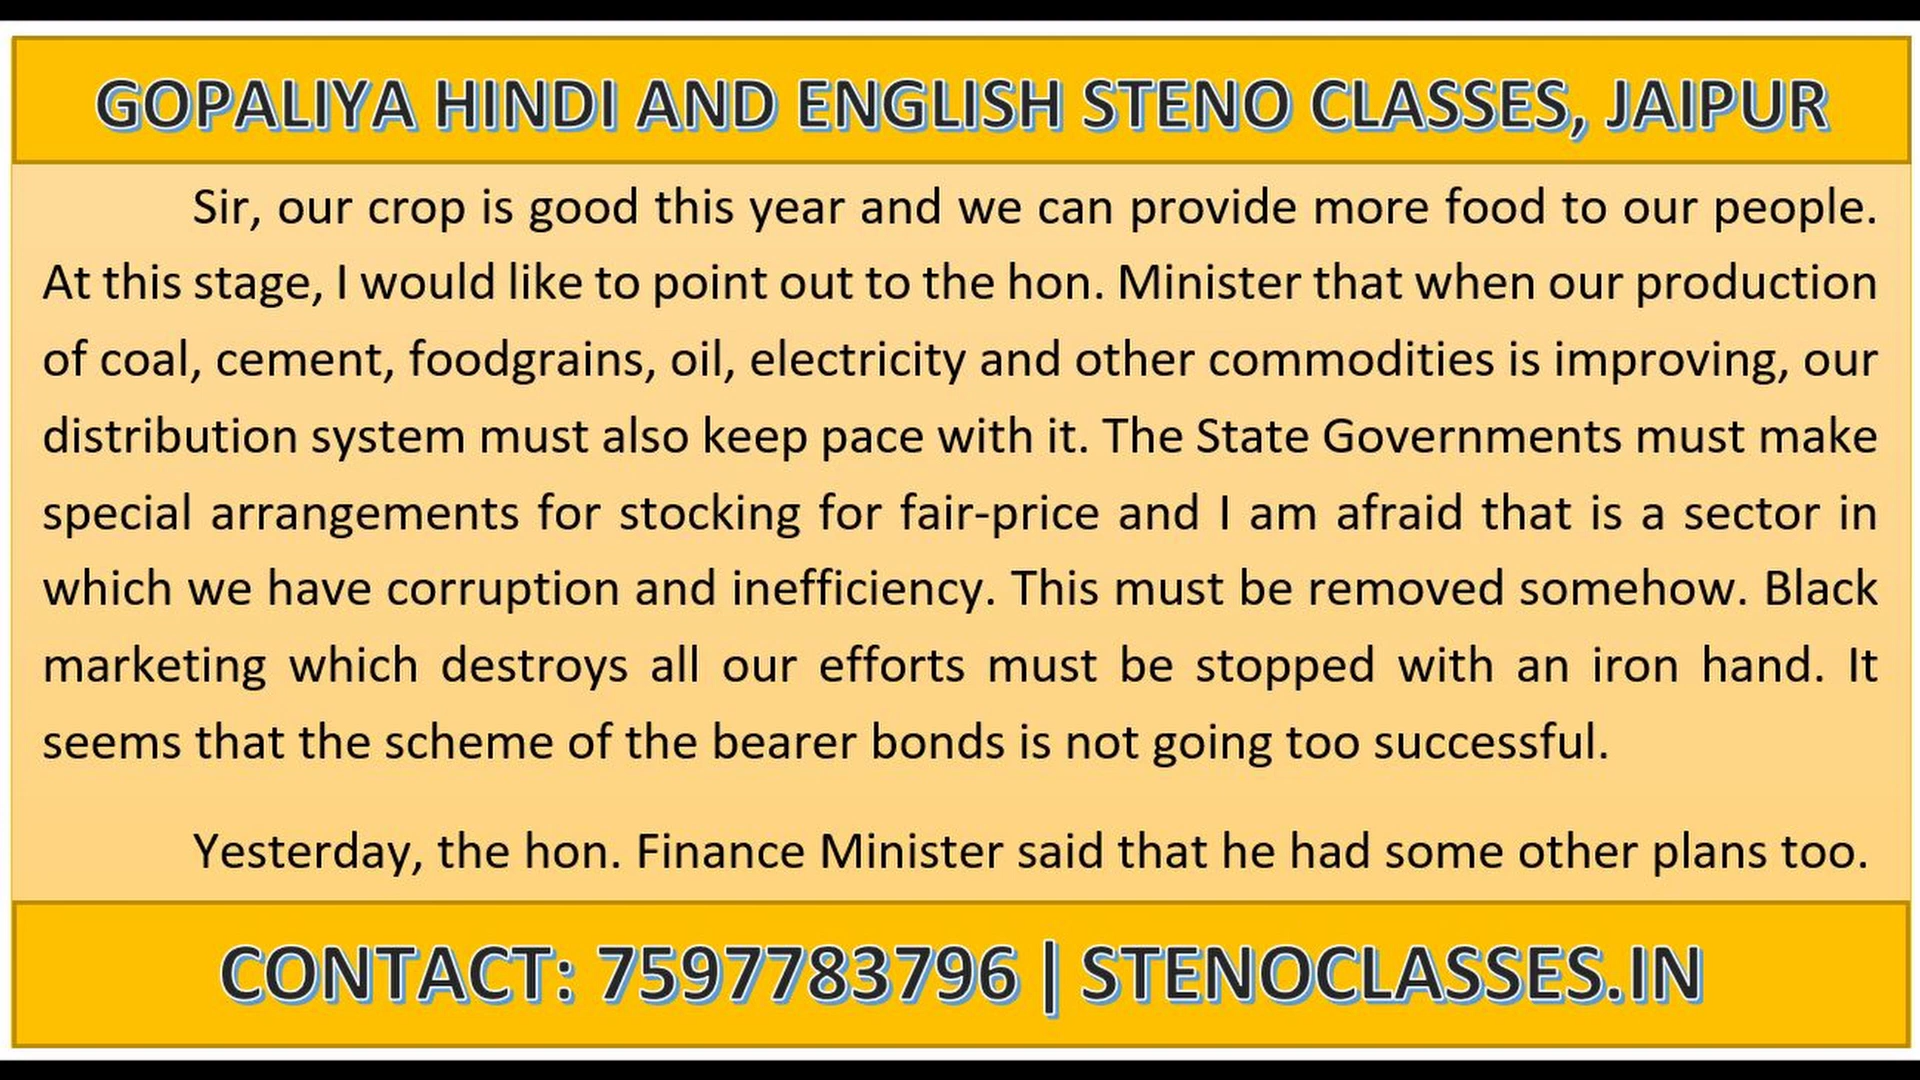 GOPALIYA HINDI AND ENGLISH STENO CLASSES, JAIPUR
Sir, our crop is good this year and we can provide more food to our people.
At this stage, I would like to point out to the hon. Minister that when our production
of coal, cement, foodgrains, oil, electricity and other commodities is improving, our
distribution system must also keep pace with it. The State Governments must make
special arrangements for stocking for fair-price and I am afraid that is a sector in
which we have corruption and inefficiency. This must be removed somehow. Black
marketing which destroys all our efforts must be stopped with an iron hand. It
seems that the scheme of the bearer bonds is not going too successful.
Yesterday, the hon. Finance Minister said that he had some other plans too.
CONTACT: 7597783796 | STENOCLASSES.IN